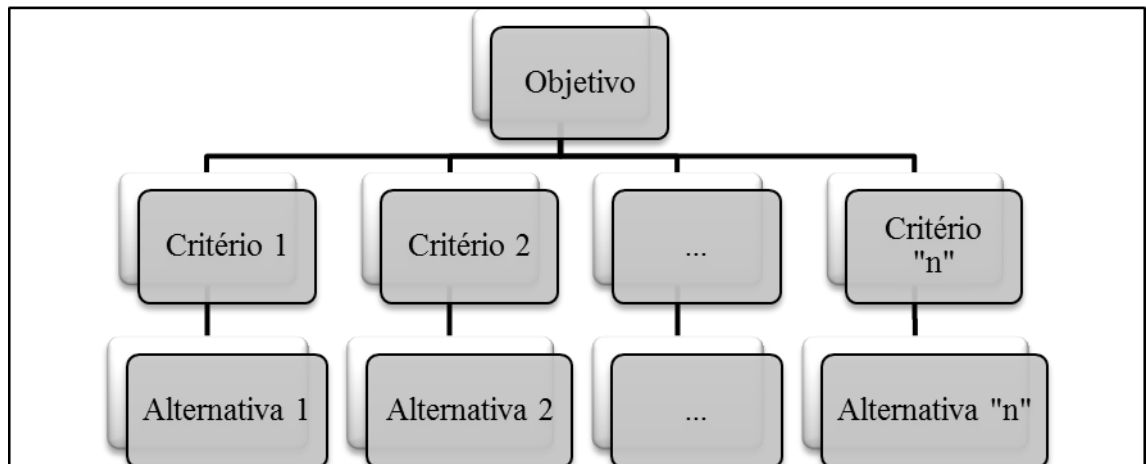 Objetivo
Critério 1
Critério 2
...
Critério
"n"
Alternativa 1
Alternativa 2
...
Alternativa "n"